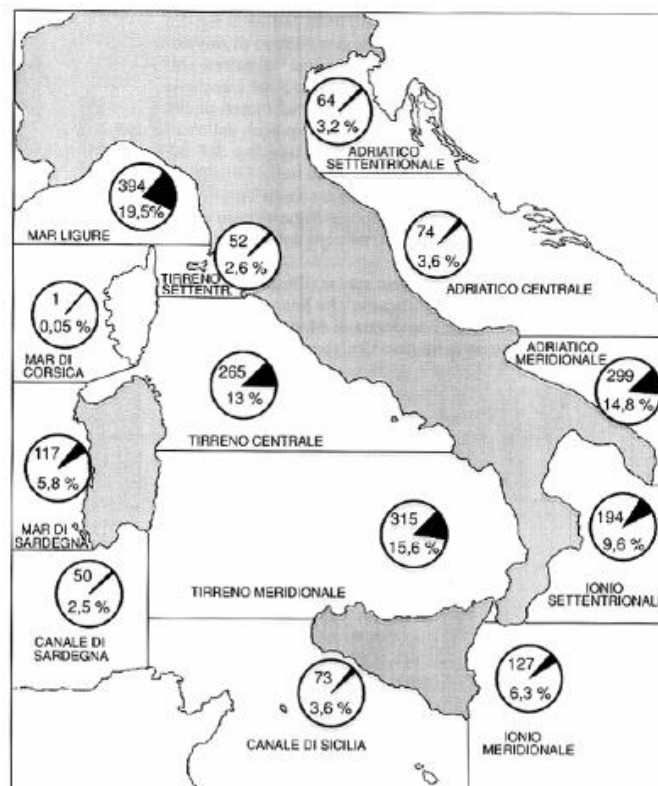 64
3,2 %
ADRIATICO
SETTENTRIONALE
394
19,5%
MAR LIGURE
52
2,6 %
TIRRENO
SETTENTR.
74
3,6 %
ADRIATICO CENTRALE
1
0,05 %
MAR DI
CORSICA
265
13 %
TIRRENO CENTRALE
ADRIATICO
MERIDIONALE
299
14,8 %
117
5,8 %
MAR DI
SARDEGNA
315
15,6 %
TIRRENO MERIDIONALE
194
9,6 %
IONIO
SETTENTRIONALE
50
2,5 %
CANALE DI
SARDEGNA
73
3,6 %
CANALE DI SICILIA
127
6,3 %
IONIO
MERIDIONALE